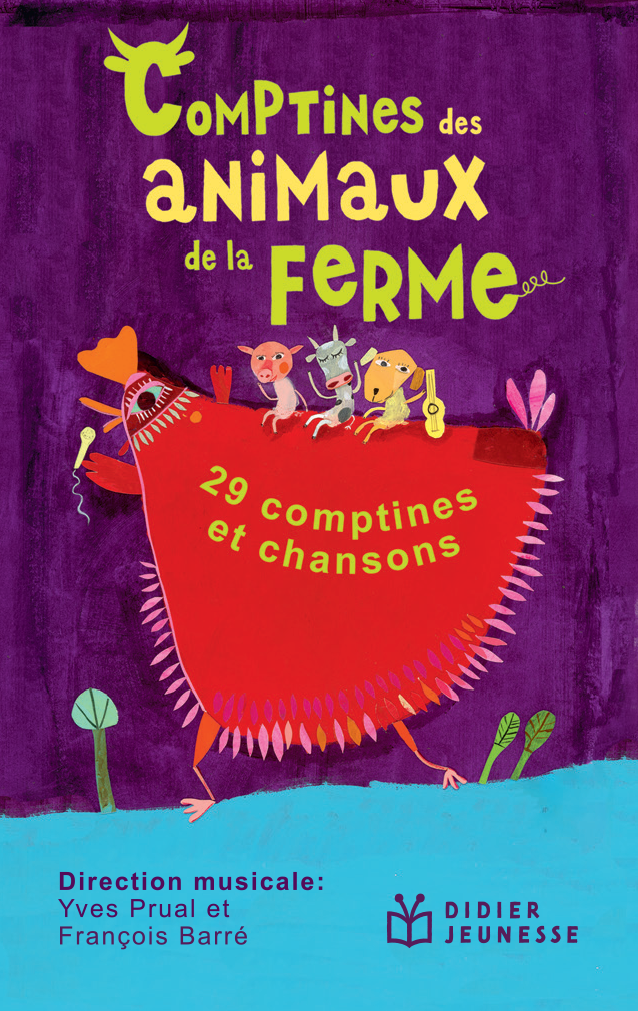 Comptines des
animaux
de la ferme
29 comptines
et chansons
Direction musicale:
Yves Prual et
François Barré
DIDIER
JEUNESSE